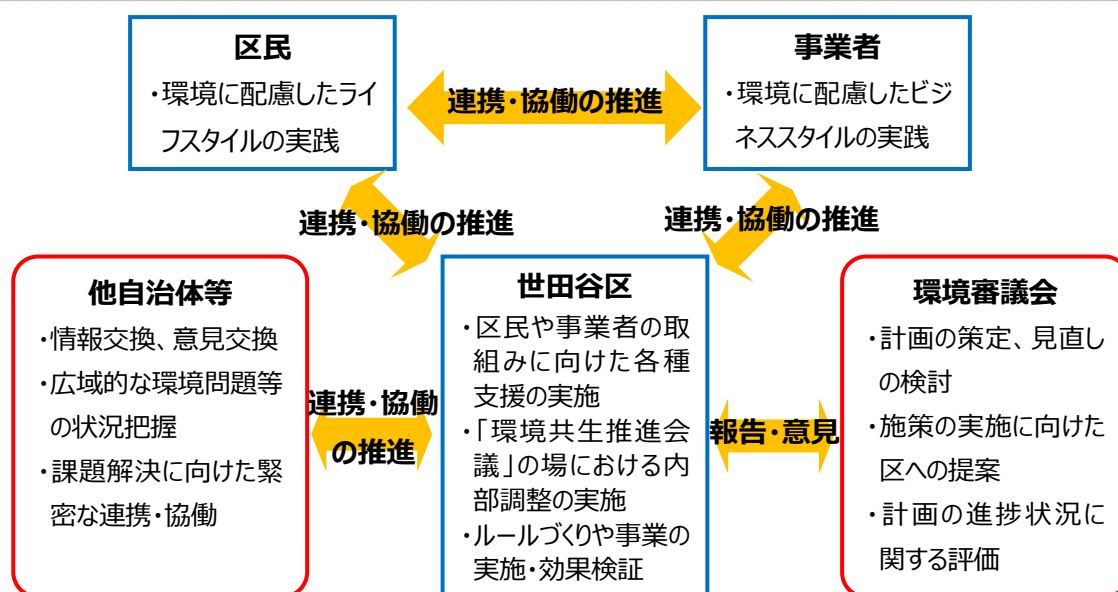 区民
・環境に配慮したライ
フスタイルの実践
連携・協働の推進
事業者
・環境に配慮したビジ
ネススタイルの実践
連携・協働の推進
連携・協働の推進
他自治体等
・情報交換、意見交換
・広域的な環境問題等
の状況把握
・課題解決に向けた緊
密な連携・協働
連携・協働
の推進
世田谷区
・区民や事業者の取
組みに向けた各種
支援の実施
・「環境共生推進会
議」の場における内
部調整の実施
・ルールづくりや事業の
実施・効果検証
報告・意見
環境審議会
・計画の策定、見直し
の検討
・施策の実施に向けた
区への提案
・計画の進捗状況に
関する評価